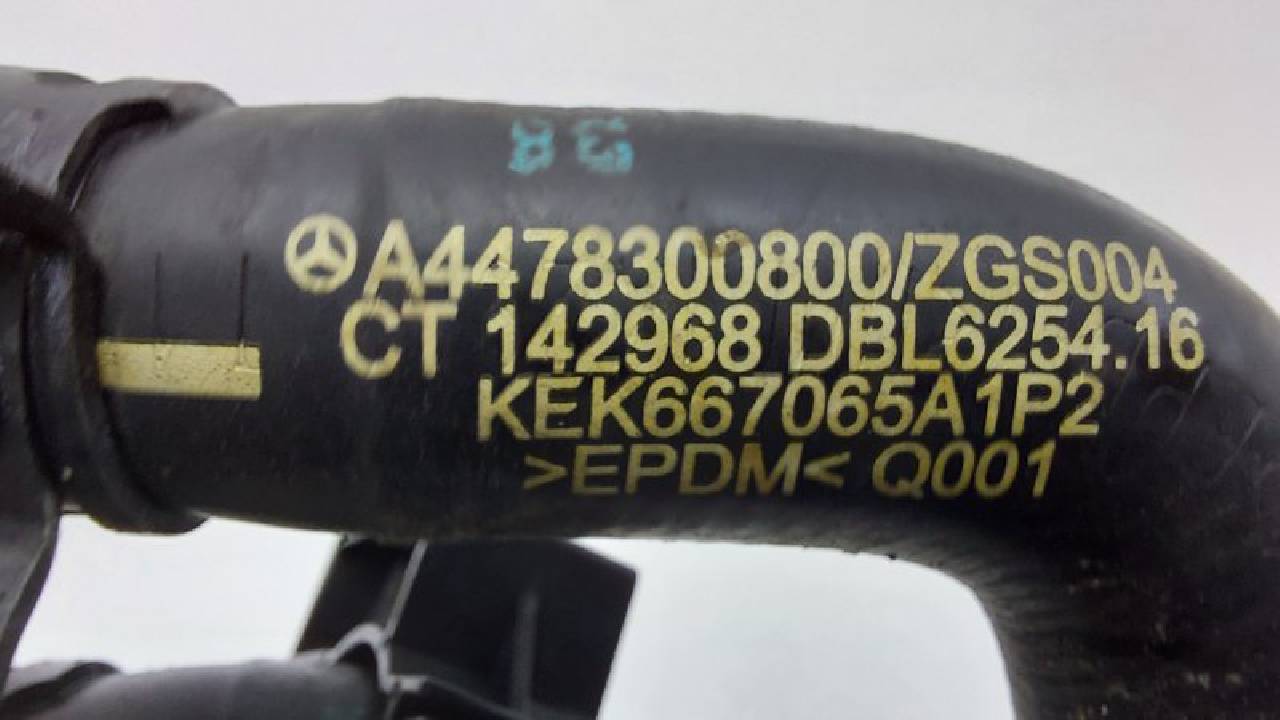 A4478300800/ZGS004
CT 142968 DBL6254.16
KEK667065A1P2
>EPDM< Q001